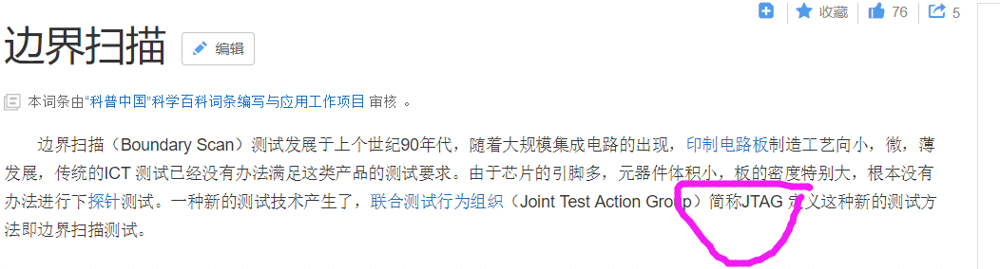 收藏 76 5
边界扫描 编辑
本词条由“科普中国”科学百科词条编写与应用工作项目 审核 。
边界扫描（Boundary Scan）测试发展于上个世纪90年代，随着大规模集成电路的出现，印制电路板制造工艺向小，微，薄
发展，传统的ICT 测试已经没有办法满足这类产品的测试要求。由于芯片的引脚多，元器件体积小，板的密度特别大，根本没有
办法进行下探针测试。一种新的测试技术产生了，联合测试行为组织（Joint Test Action Group）简称JTAG 定义这种新的测试方
法即边界扫描测试。